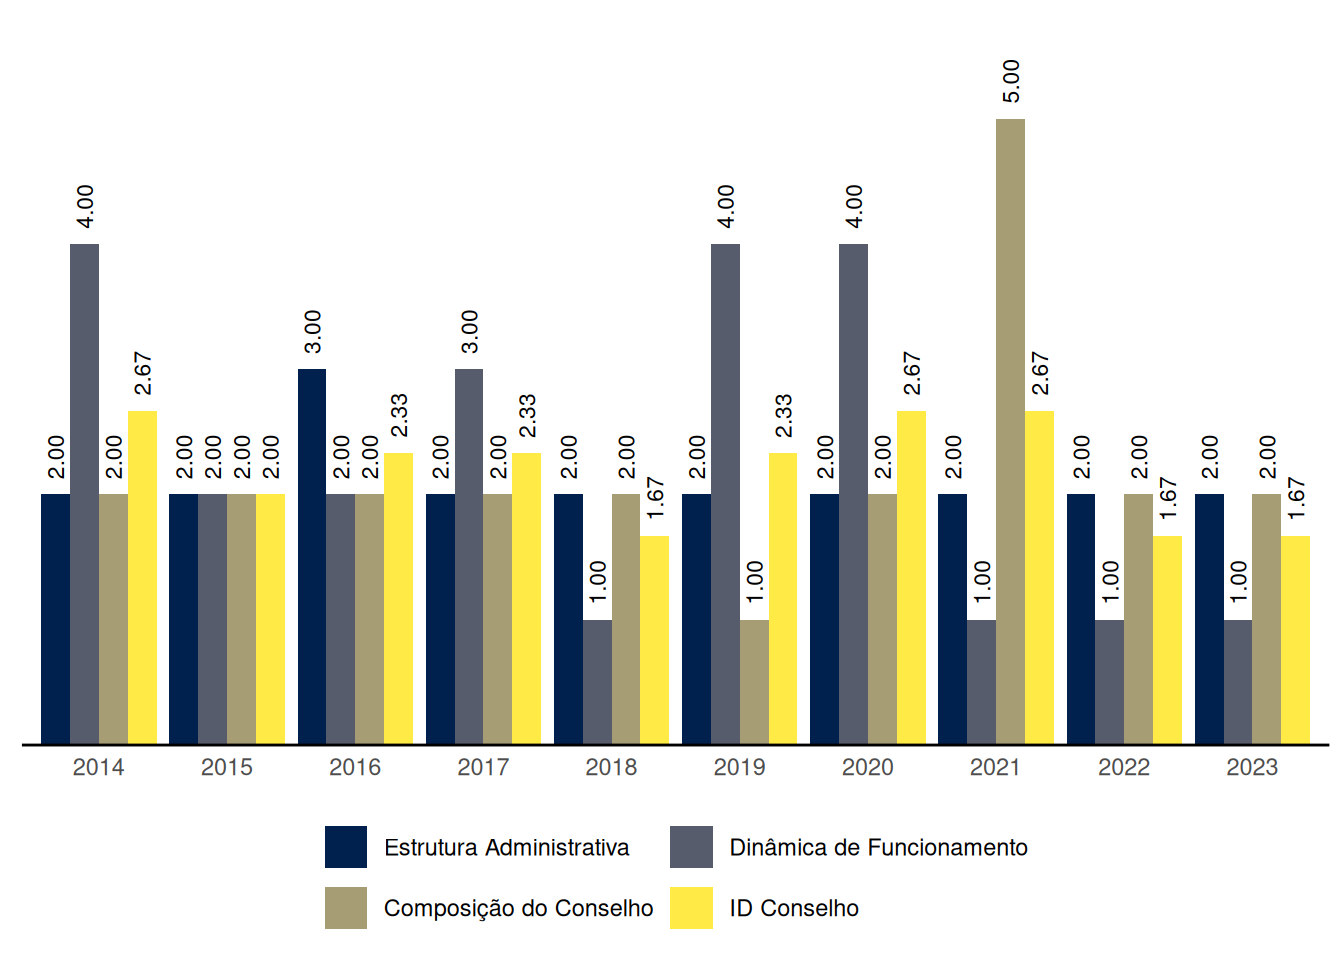 5.00
4.00 4.00 4.00
3.00 3.00
2.67 2.67 2.67
2.33 2.33 2.33
2.00 2.00 2.00 2.00 2.00 2.00 2.00 2.00 2.00 2.00 2.00 2.00 2.00 2.00 2.00 2.00 2.00 2.00 2.00 2.00
1.67 1.67 1.67
1.00 1.00 1.00 1.00 1.00
2014 2015 2016 2017 2018 2019 2020 2021 2022 2023
Estrutura Administrativa Dinâmica de Funcionamento
Composição do Conselho ID Conselho